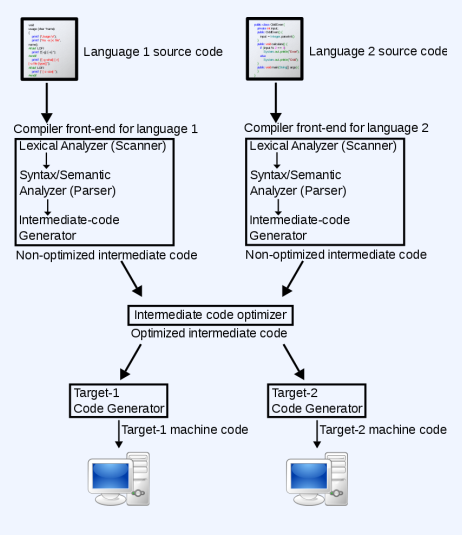 Language 1 source code
Language 2 source code
Compiler front-end for language 1
Compiler front-end for language 2
Lexical Analyzer (Scanner)
Syntax/Semantic
Analyzer (Parser)
Intermediate-code
Generator
Lexical Analyzer (Scanner)
Syntax/Semantic
Analyzer (Parser)
Intermediate-code
Generator
Non-optimized intermediate code
Non-optimized intermediate code
Intermediate code optimizer
Optimized intermediate code
Target-1
Code Generator
Target-2
Code Generator
Target-1 machine code
Target-2 machine code